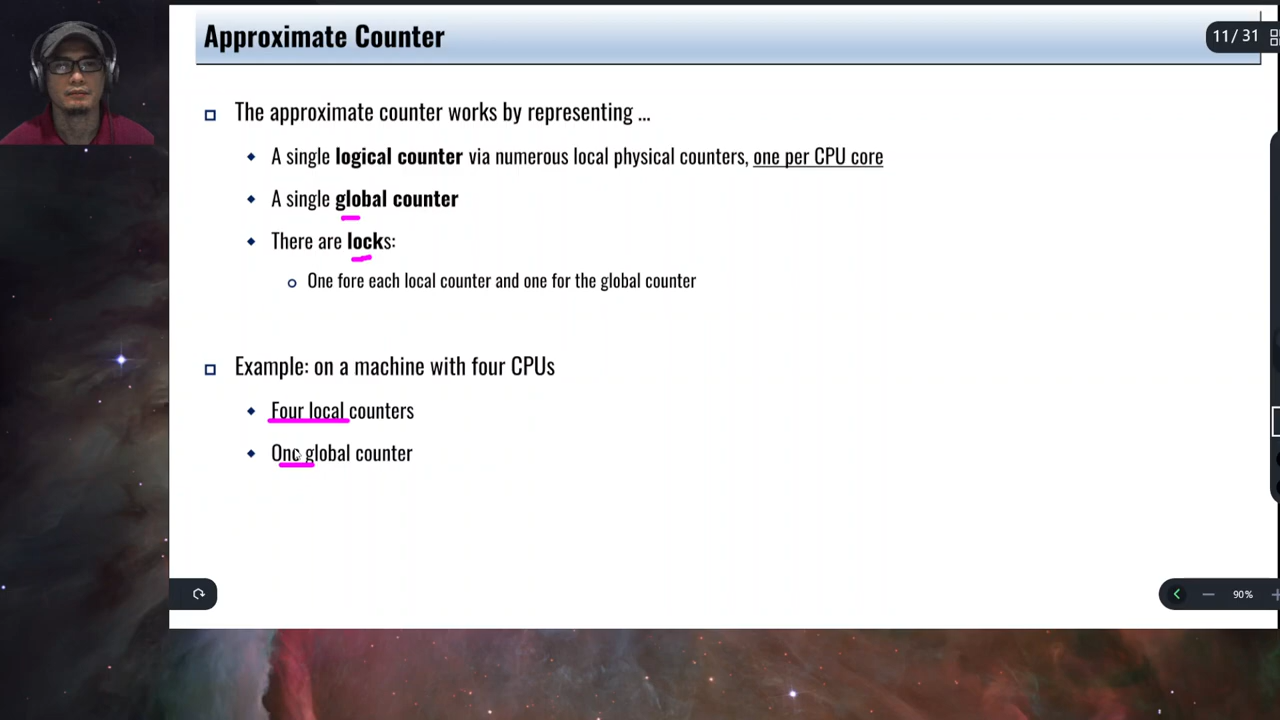 Approximate Counter
11 / 31
The approximate counter works by representing ...
A single logical counter via numerous local physical counters, one per CPU core
A single global counter
There are locks:
One fore each local counter and one for the global counter
Example: on a machine with four CPUs
Four local counters
One global counter
90%